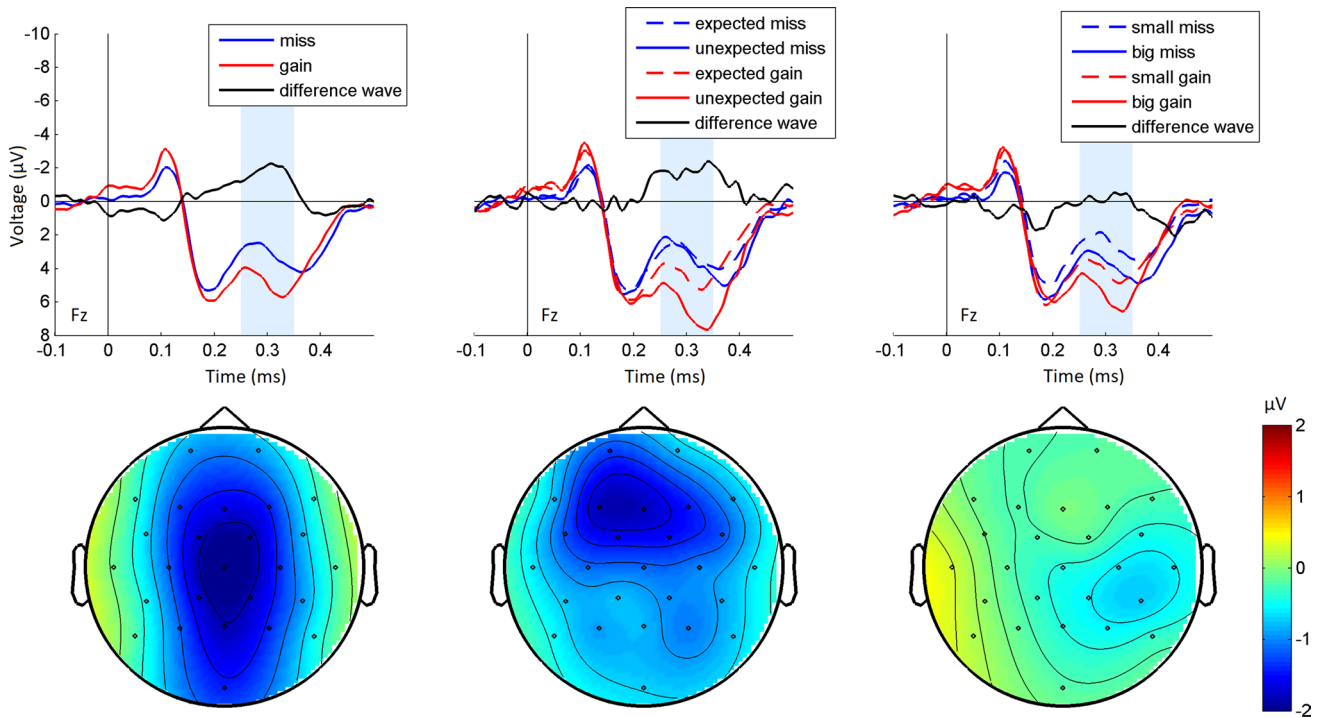 -10
-8
-6
-4
-2
0
2
4
6
8
Voltage (μV)
miss
gain
difference wave
Fz
-0.1
0
0.1
0.2
0.3
0.4
Time (ms)
expected miss
unexpected miss
expected gain
unexpected gain
difference wave
Fz
-0.1
0
0.1
0.2
0.3
0.4
Time (ms)
small miss
big miss
small gain
big gain
difference wave
Fz
-0.1
0
0.1
0.2
0.3
0.4
Time (ms)
μV
2
1
0
-1
-2